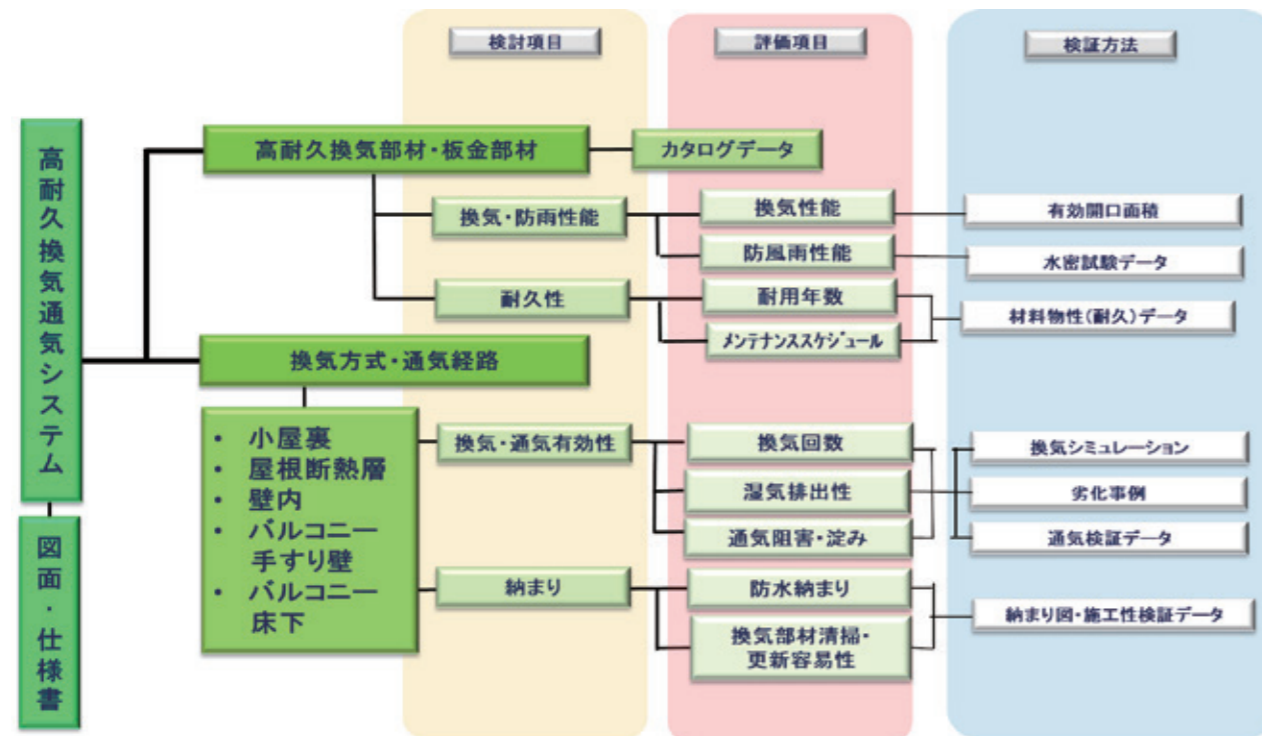 検討項目
評価項目
検証方法
高耐久換気通気システム
図面・仕様書
高耐久換気部材・板金部材
カタログデータ
換気・防雨性能
換気性能
有効開口面積
防風雨性能
水密試験データ
耐久性
耐用年数
材料物性(耐久)データ
メンテナンススケジュール
換気方式・通気経路
・ 小屋裏
・ 屋根断熱層
・ 壁内
・ バルコニー
手すり壁
・ バルコニー
床下
換気・通気有効性
換気回数
換気シミュレーション
湿気排出性
劣化事例
通気阻害・淀み
通気検証データ
納まり
防水納まり
納まり図・施工性検証データ
換気部材清掃・
更新容易性